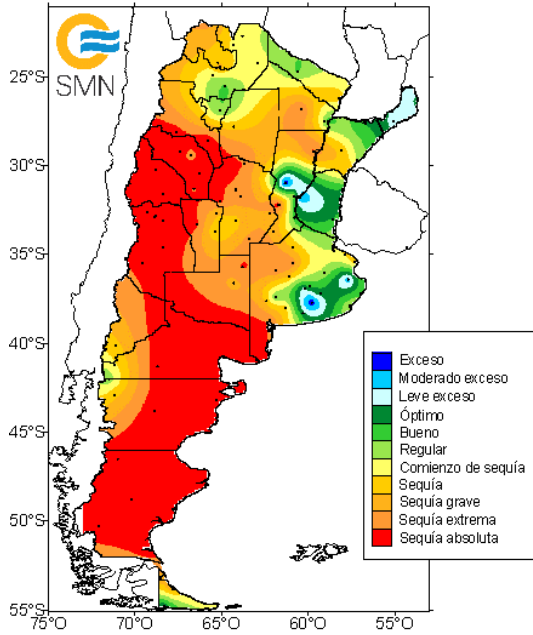 SMN
25°S
30°S
35°S
40°S
45°S
50°S
55°S
75°O
70°O
65°O
60°O
55°O
Exceso
Moderado exceso
Leve exceso
Óptimo
Bueno
Regular
Comienzo de sequía
Sequía
Sequía grave
Sequía extrema
Sequía absoluta